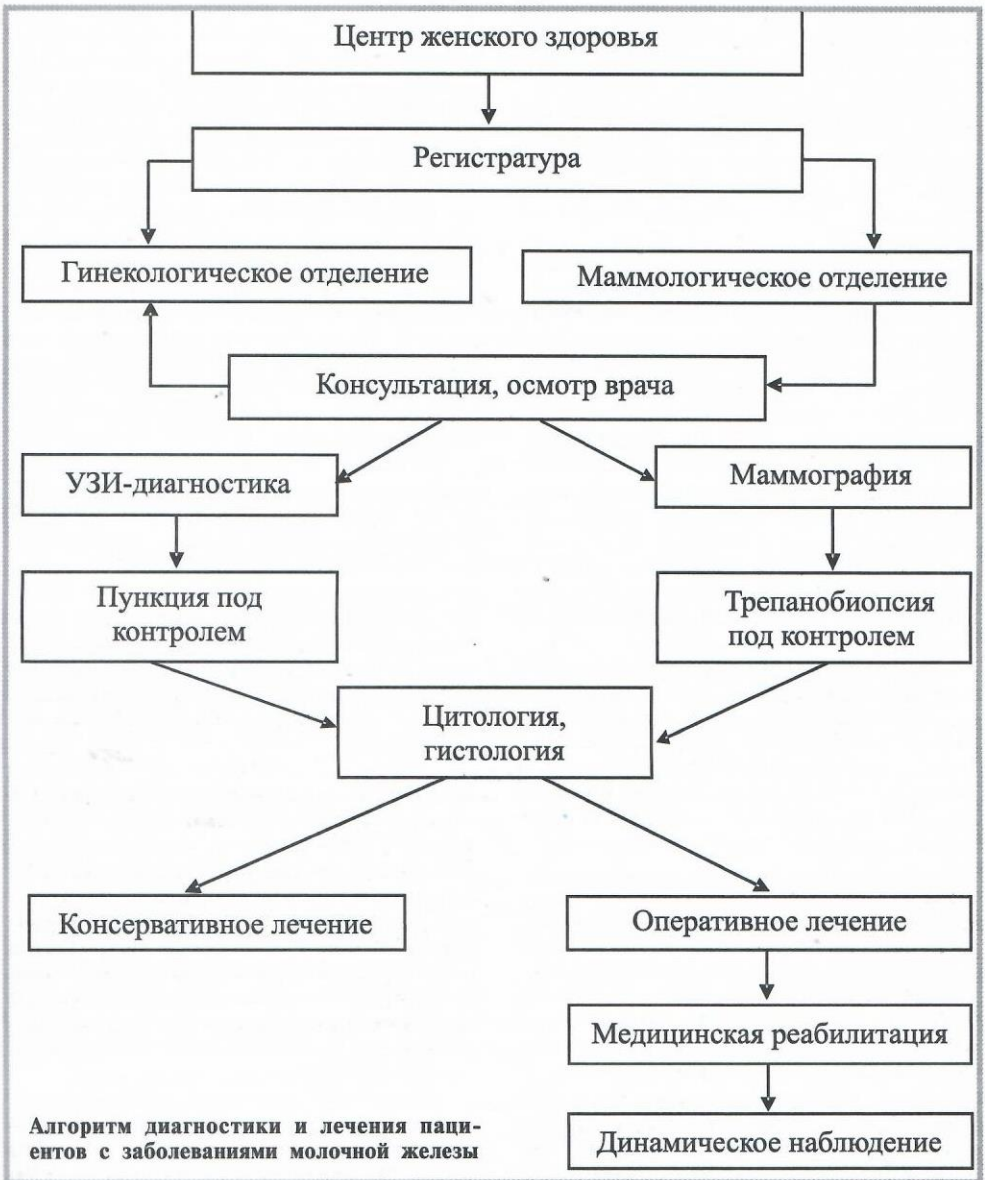 Центр женского здоровья
Регистратура
Гинекологическое отделение
Маммологическое отделение
Консультация, осмотр врача
УЗИ-диагностика
Маммография
Пункция под
контролем
Трепанобиопсия
под контролем
Цитология,
гистология
Консервативное лечение
Оперативное лечение
Медицинская реабилитация
Динамическое наблюдение
Алгоритм диагностики и лечения паци-
ентов с заболеваниями молочной железы